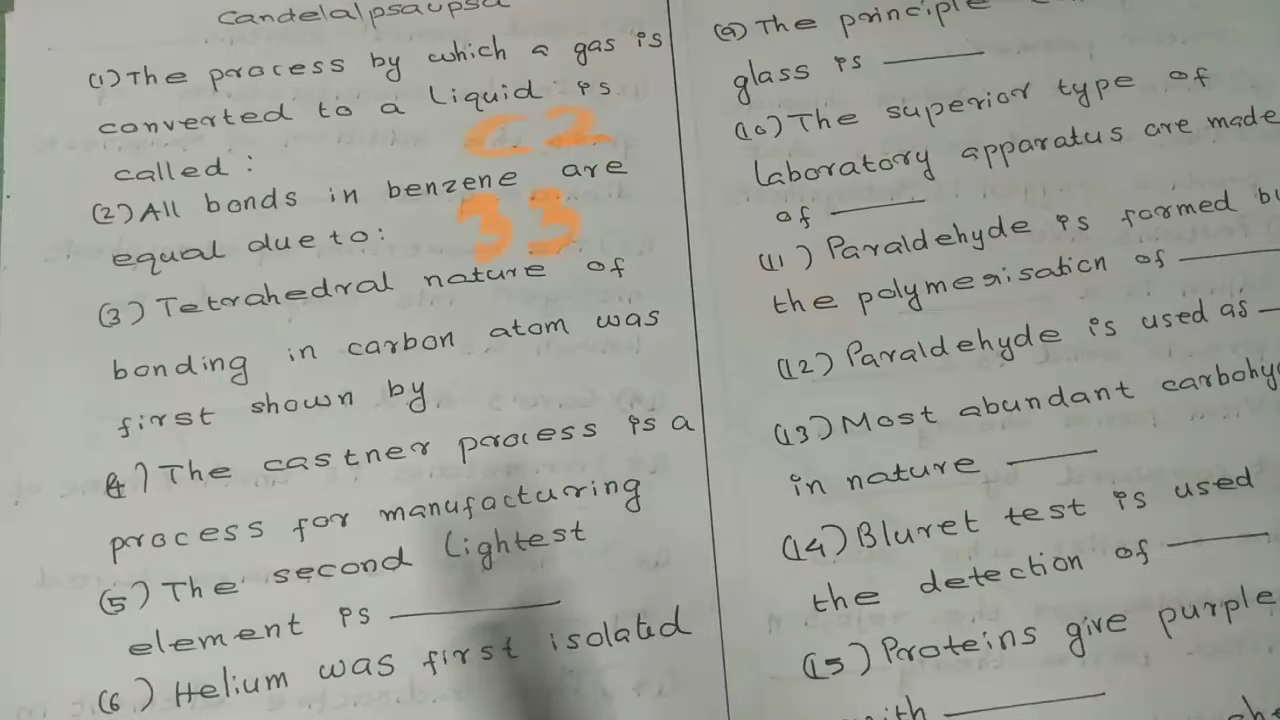 Candelalpsaupsa
(1) The process by which a gas is
converted to a liquid is
called :
C2
(2) All bonds in benzene are
equal due to:
33
(3) Tetrahedral nature of
bonding in carbon atom was
first shown by
4) The castner process is a
process for manufacturing
(5) The second lightest
element is
(6) Helium was first isolated
(9) The principle
glass is
(10) The superior type of
laboratory apparatus are made
of
(11) Paraldehyde is formed by
the polymerisation of
(12) Paraldehyde is used as
(13) Most abundant carbohy
in nature
(14) Bluret test is used
the detection of
(15) Proteins give purple
with